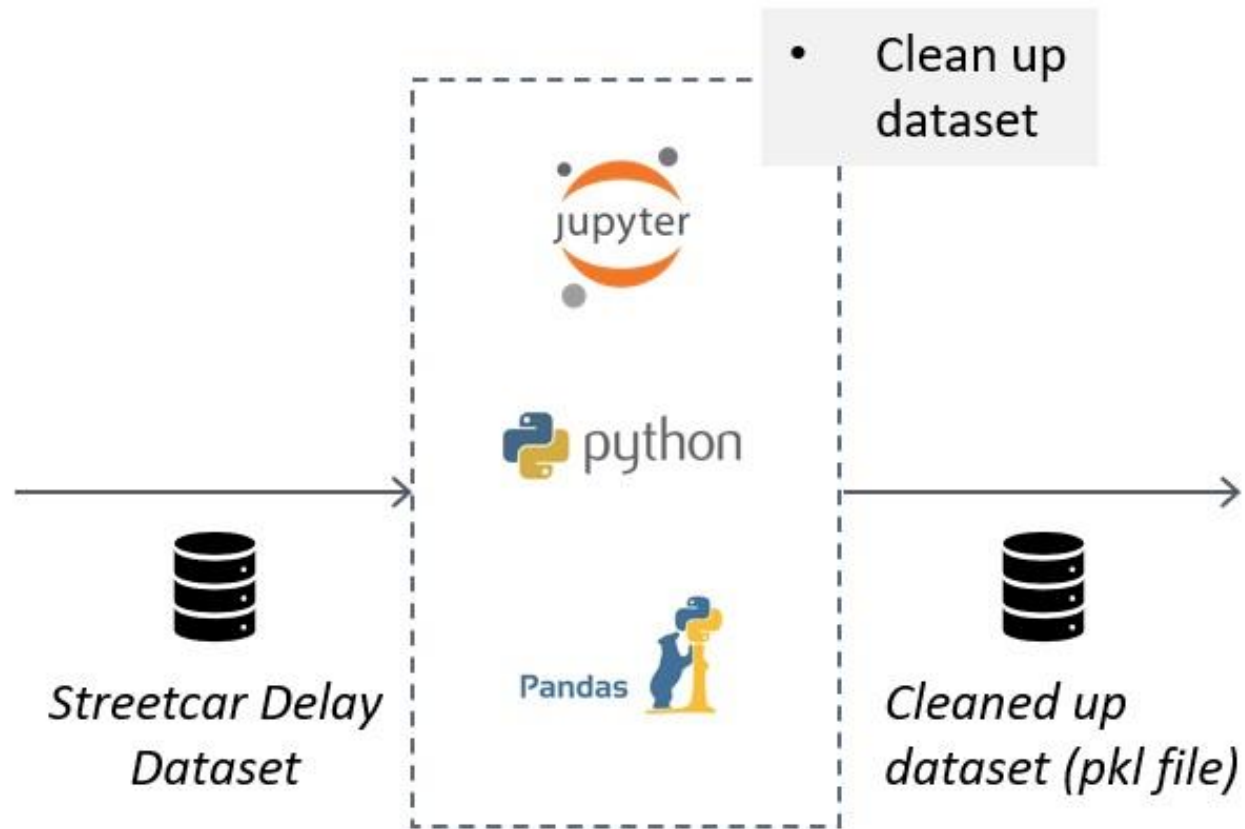 • Clean up
dataset
jupyter
python
Pandas
Streetcar Delay
Dataset
Cleaned up
dataset (pkl file)